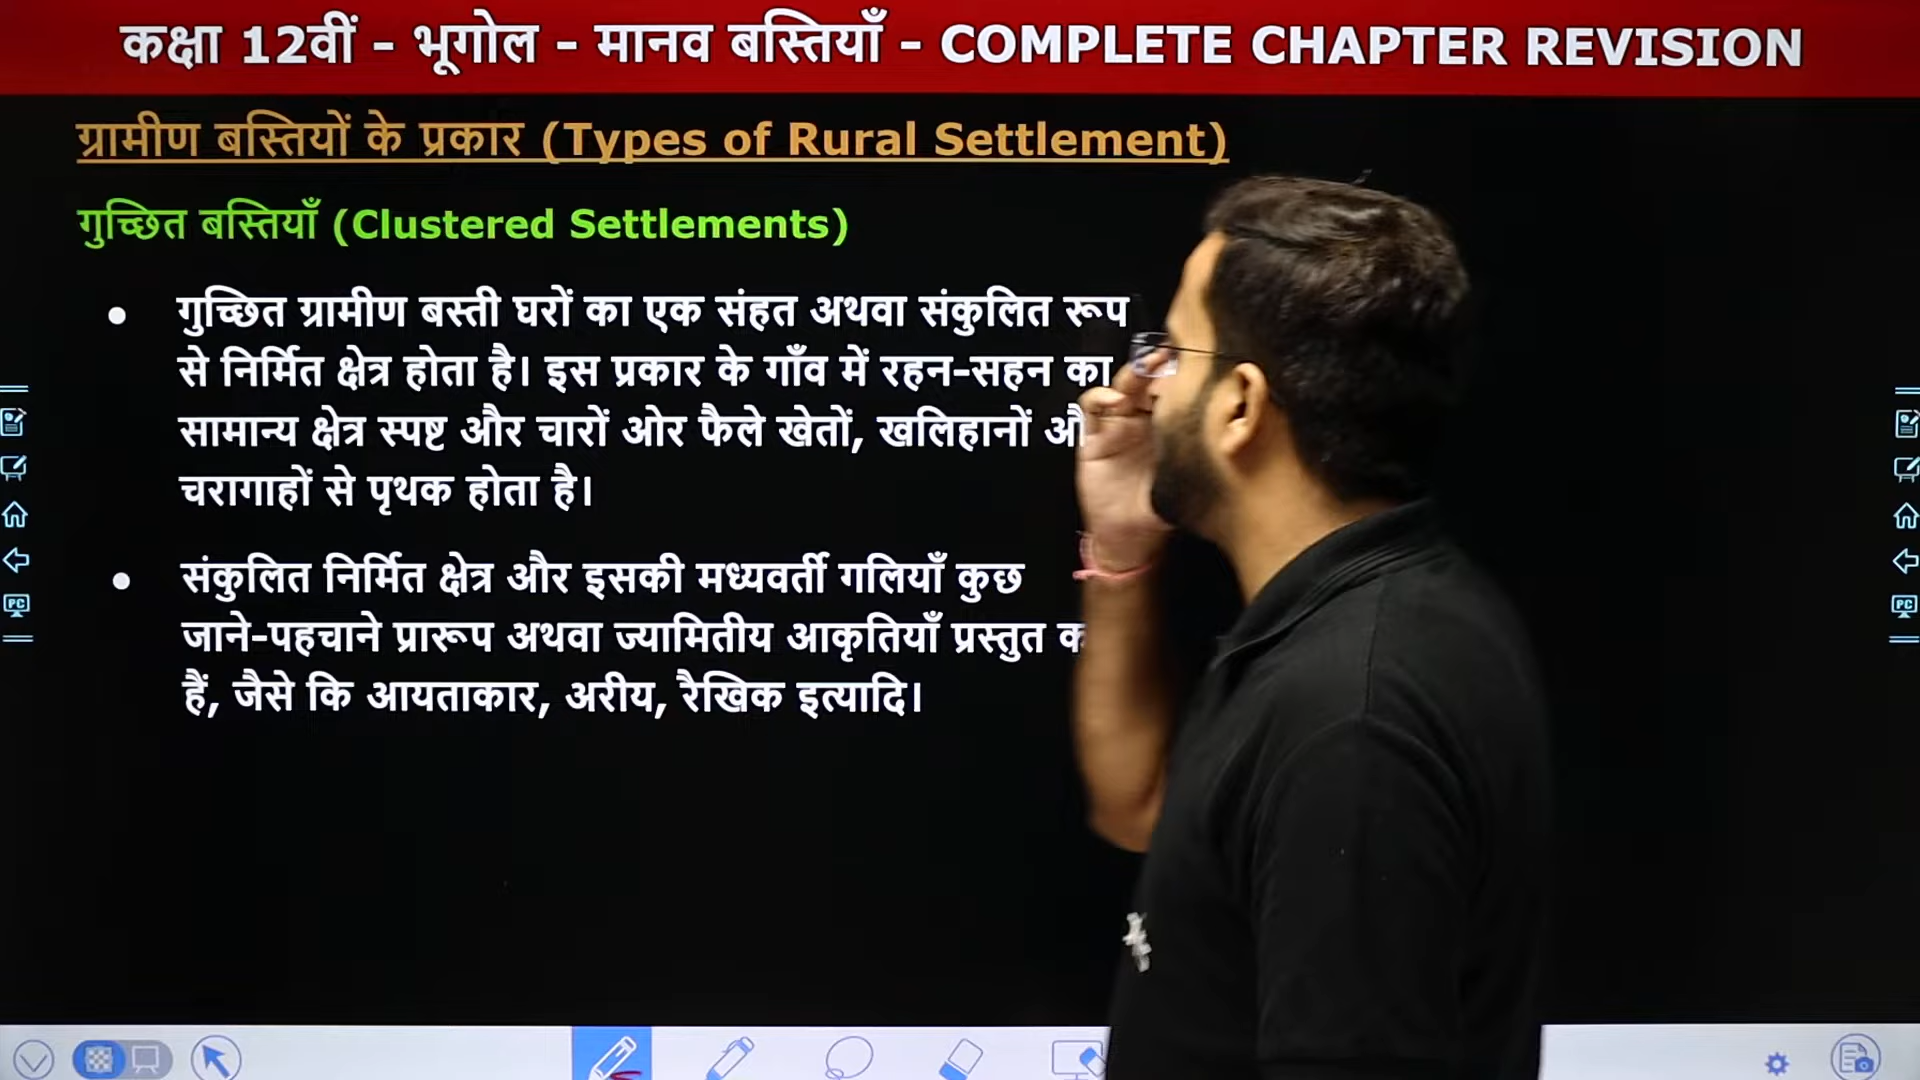 कक्षा 12वीं - भूगोल - मानव बस्तियाँ - COMPLETE CHAPTER REVISION
ग्रामीण बस्तियों के प्रकार (Types of Rural Settlement)
गुच्छित बस्तियाँ (Clustered Settlements)
• गुच्छित ग्रामीण बस्ती घरों का एक संहत अथवा संकुलित रूप
से निर्मित क्षेत्र होता है। इस प्रकार के गाँव में रहन-सहन का
सामान्य क्षेत्र स्पष्ट और चारों ओर फैले खेतों, खलिहानों
चरागाहों से पृथक होता है।
• संकुलित निर्मित क्षेत्र और इसकी मध्यवर्ती गलियाँ कुछ
जाने-पहचाने प्रारूप अथवा ज्यामितीय आकृतियाँ प्रस्तुत
हैं, जैसे कि आयताकार, अरीय, रैखिक इत्यादि।
PC
PC